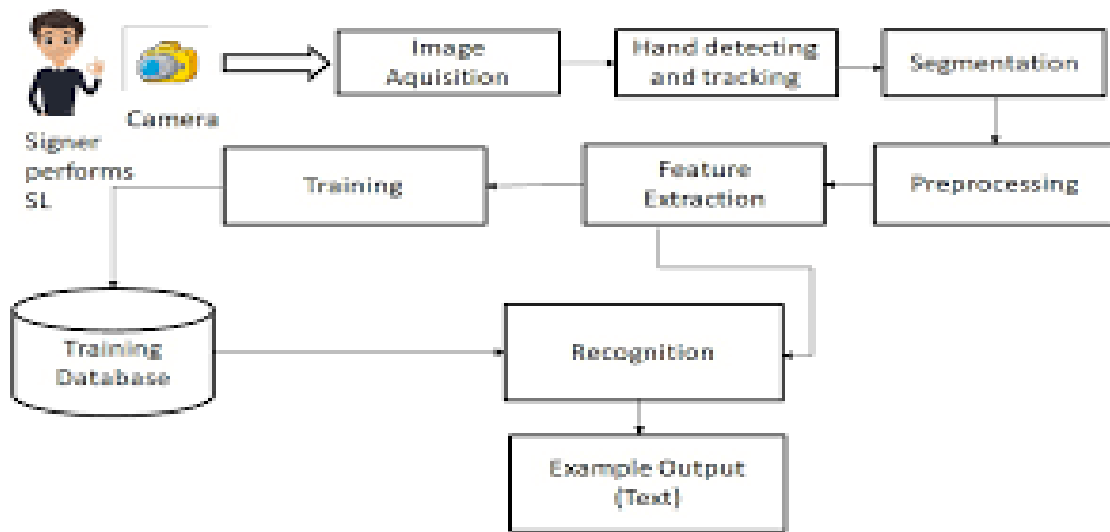 Signer
performs
SL
Camera
Image
Aquisition
Hand detecting
and tracking
Segmentation
Preprocessing
Feature
Extraction
Training
Training
Database
Recognition
Example Output
(Text)